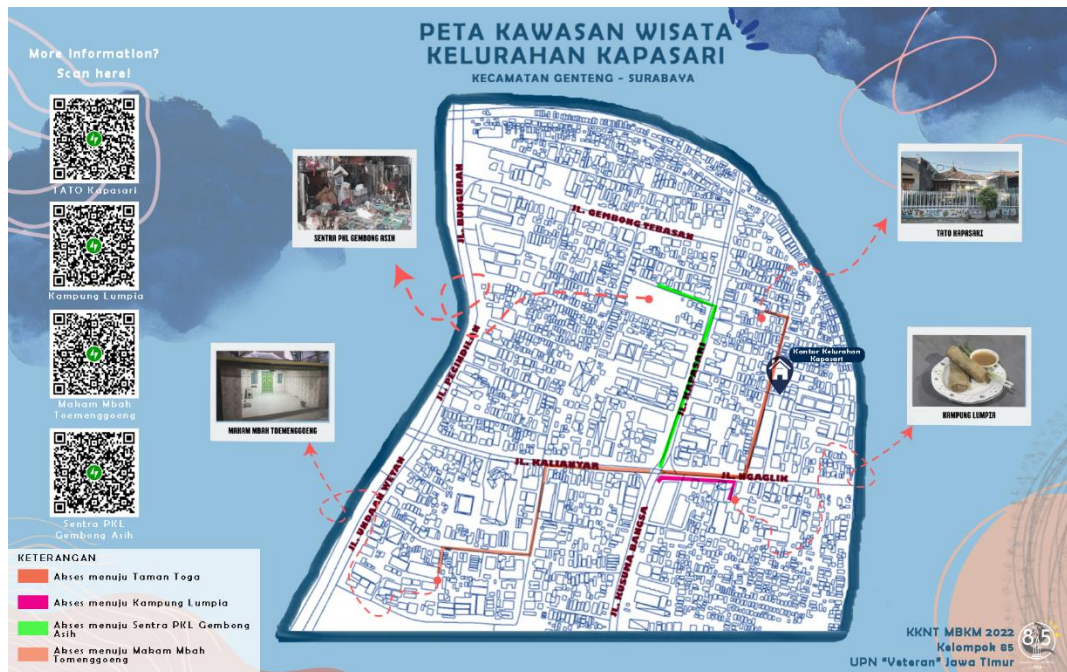 PETA KAWASAN WISATA
KELURAHAN KAPASARI
KECAMATAN GENTENG - SURABAYA
More Information?
Scan here!
TATO Kapasari
Kampung Lumpia
Makam Mbah
Toemenggoeng
Sentra PKL
Gembong Asih
SENTRA PKL GEMBONG ASIH
TATO KAPASARI
MAKAM MBAH TOEMENGGOENG
KAMPUNG LUMPIA
JL. BUNGURAN
JL. GEMBONG TEBASAN
JL. PECINDILAN
JL. KAPASARI
Kantor Kelurahan
Kapasari
JL. KALIANYAR
JL. NGAGLIK
JL. UNDAAN WETAN
JL. KUSUMA BANGSA
KETERANGAN
Akses menuju Taman Toga
Akses menuju Kampung Lumpia
Akses menuju Sentra PKL Gembong
Asih
Akses menuju Makam Mbah
Tomenggoeng
KKNT MBKM 2022
Kelompok 85
UPN "Veteran" Jawa Timur
85